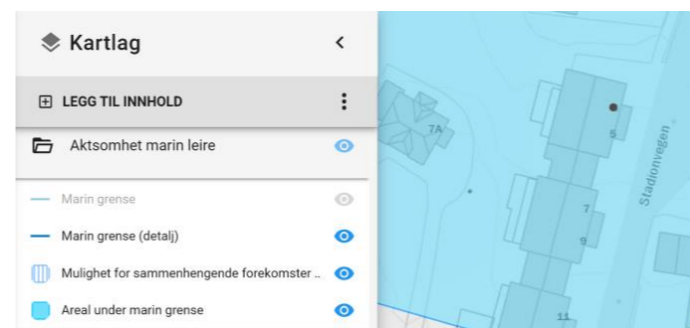 Kartlag
LEGG TIL INNHOLD
Aktsomhet marin leire
Marin grense
Marin grense (detalj)
Mulighet for sammenhengende forekomster ..
Areal under marin grense
7A
5
Stadionvegen
7
9
11